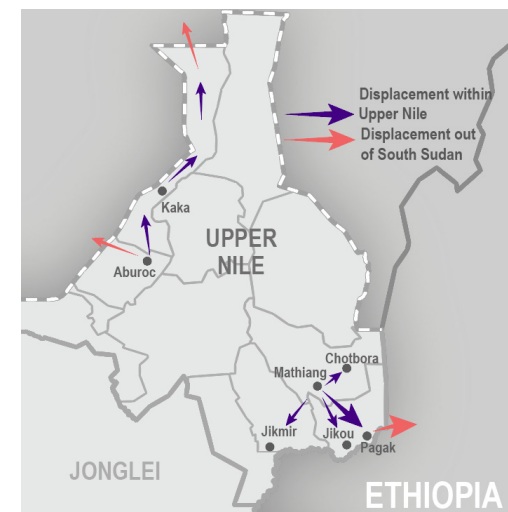 Displacement within
Upper Nile
Displacement out
of South Sudan
Kaka
UPPER
NILE
Aburoc
Chotbora
Mathiang
Jikmir
Jikou
Pagak
JONGLEI
ETHIOPIA